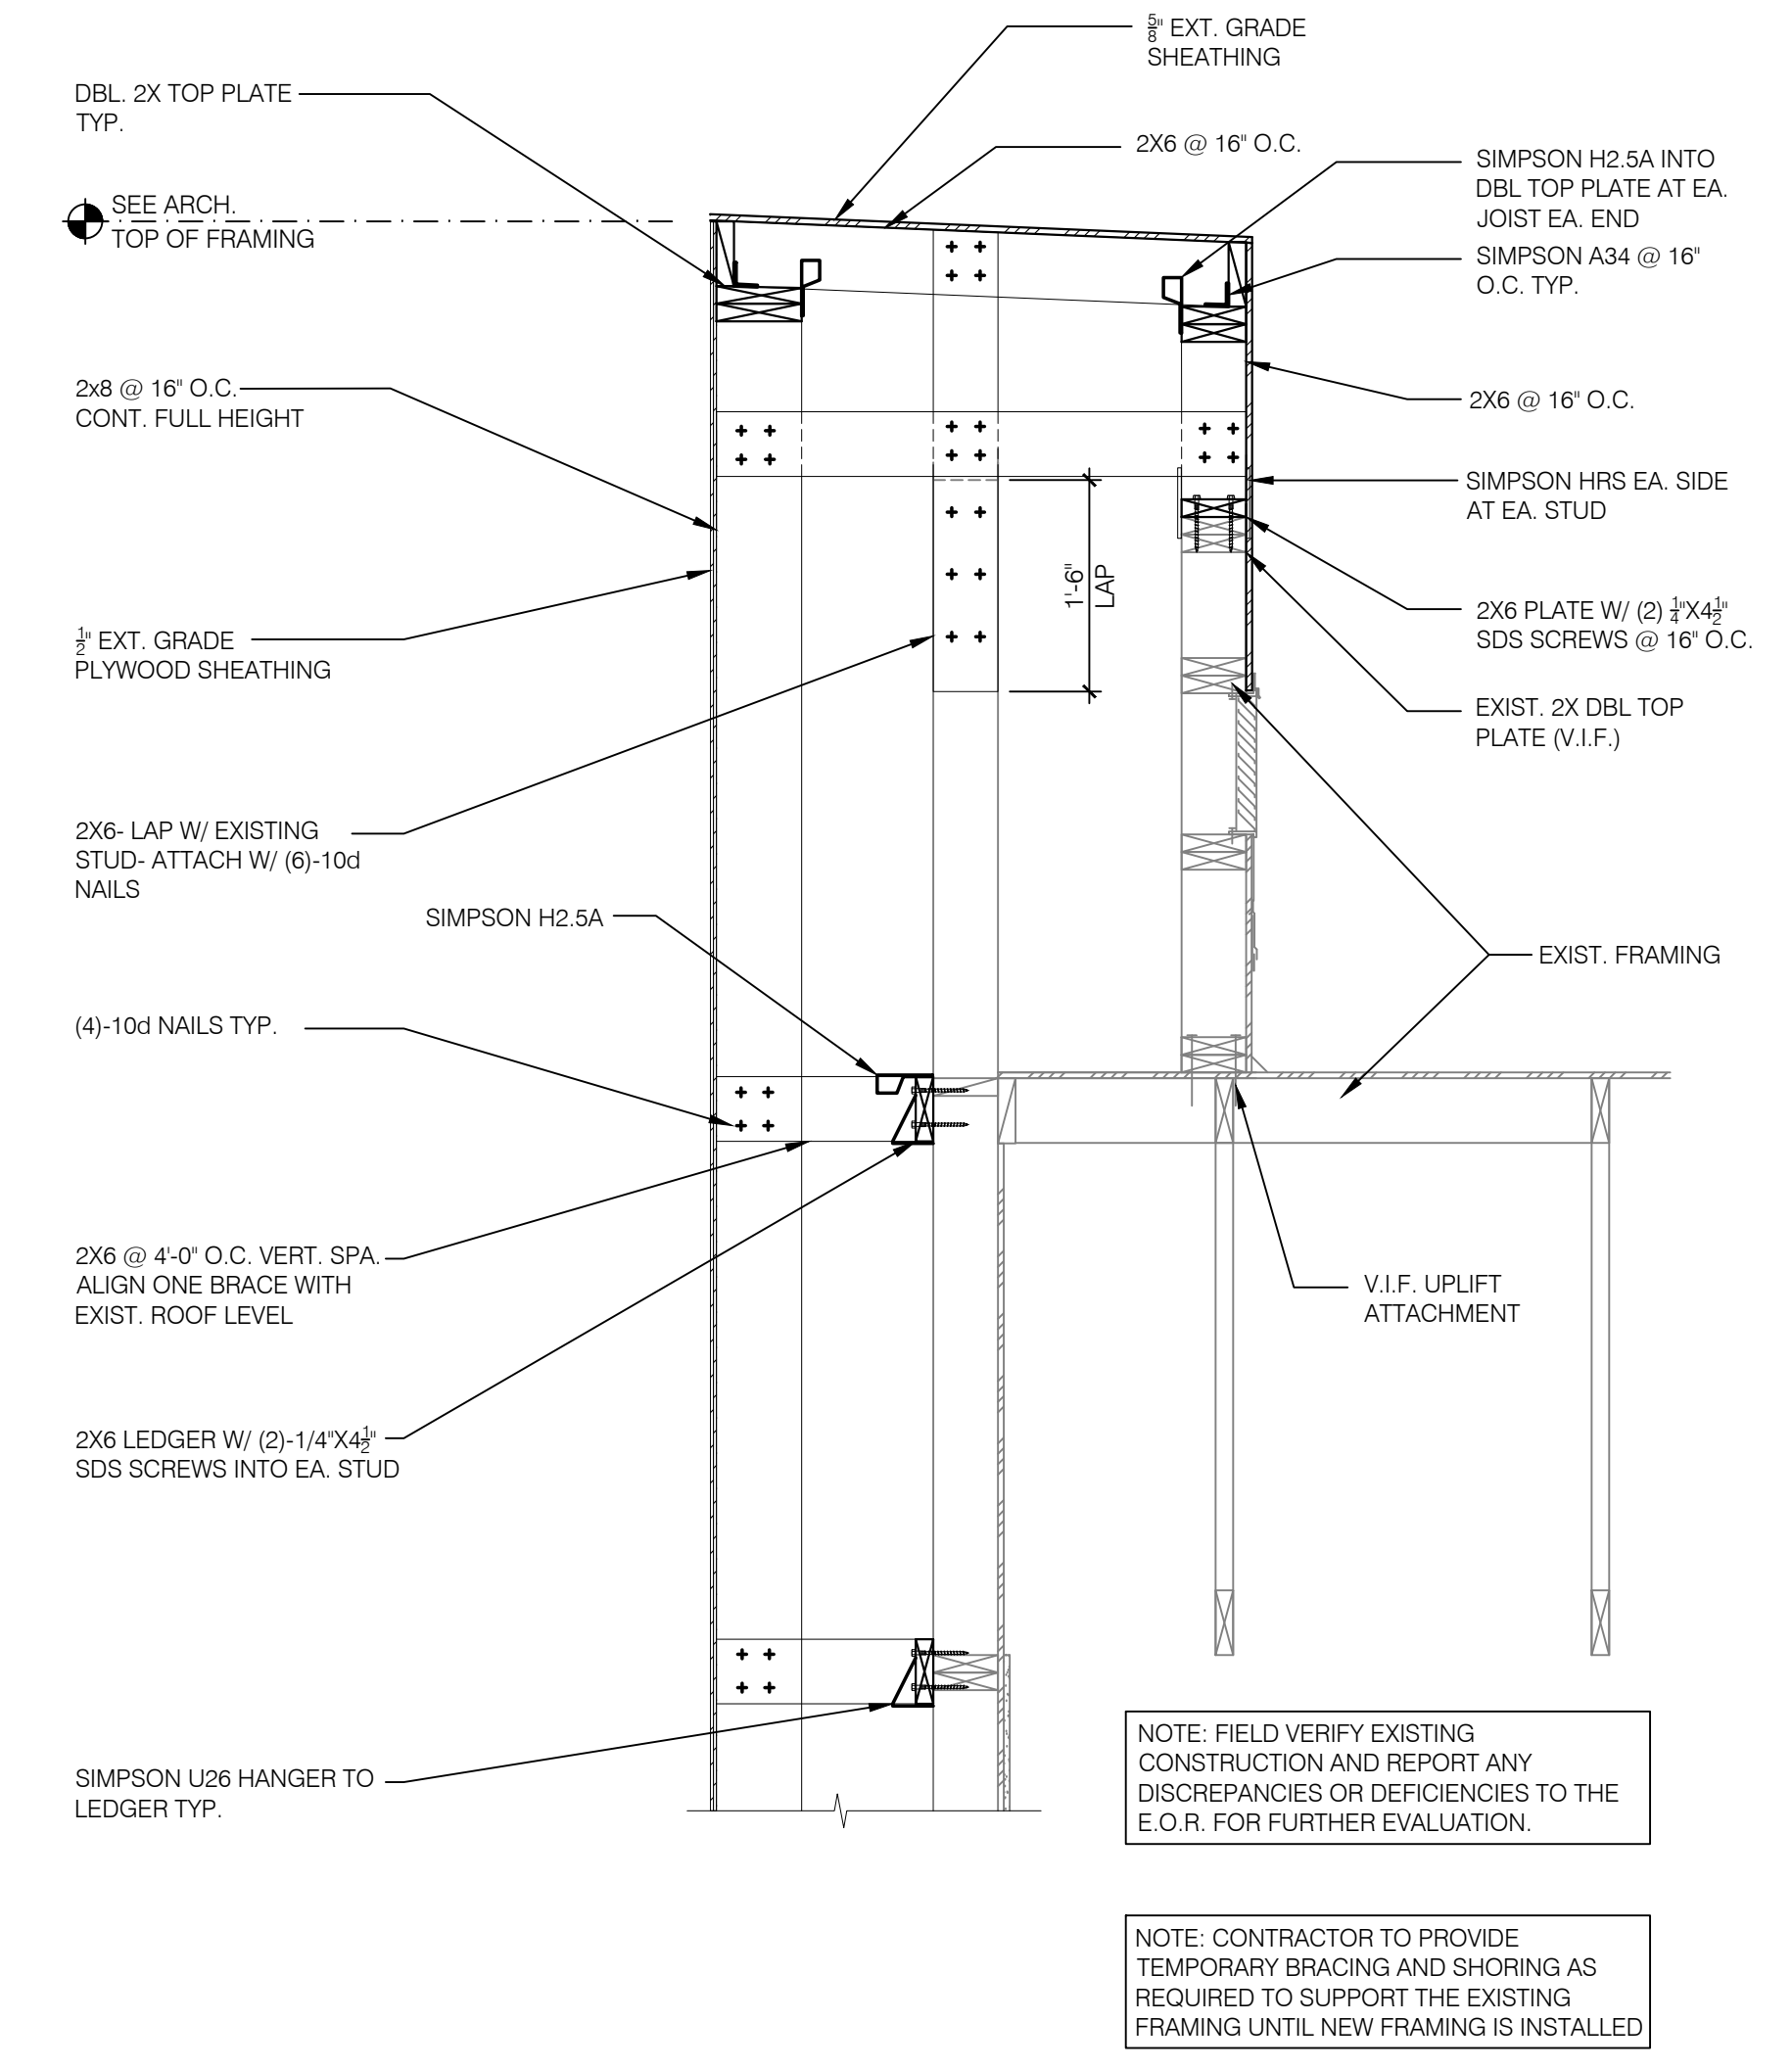 ⅝" EXT. GRADE
SHEATHING
DBL. 2X TOP PLATE
TYP.
2X6 @ 16" O.C.
SIMPSON H2.5A INTO
DBL TOP PLATE AT EA.
JOIST EA. END
SEE ARCH.
TOP OF FRAMING
SIMPSON A34 @ 16"
O.C. TYP.
2x8 @ 16" O.C.
CONT. FULL HEIGHT
2X6 @ 16" O.C.
SIMPSON HRS EA. SIDE
AT EA. STUD
1'-6"
LAP
2X6 PLATE W/ (2) ¼"X4½"
SDS SCREWS @ 16" O.C.
½" EXT. GRADE
PLYWOOD SHEATHING
EXIST. 2X DBL TOP
PLATE (V.I.F.)
2X6- LAP W/ EXISTING
STUD- ATTACH W/ (6)-10d
NAILS
SIMPSON H2.5A
EXIST. FRAMING
(4)-10d NAILS TYP.
2X6 @ 4'-0" O.C. VERT. SPA.
ALIGN ONE BRACE WITH
EXIST. ROOF LEVEL
V.I.F. UPLIFT
ATTACHMENT
2X6 LEDGER W/ (2)-1/4"X4½"
SDS SCREWS INTO EA. STUD
SIMPSON U26 HANGER TO
LEDGER TYP.
NOTE: FIELD VERIFY EXISTING
CONSTRUCTION AND REPORT ANY
DISCREPANCIES OR DEFICIENCIES TO THE
E.O.R. FOR FURTHER EVALUATION.
NOTE: CONTRACTOR TO PROVIDE
TEMPORARY BRACING AND SHORING AS
REQUIRED TO SUPPORT THE EXISTING
FRAMING UNTIL NEW FRAMING IS INSTALLED